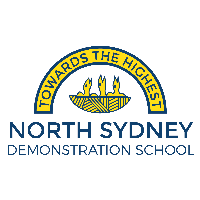 TOWARDS THE HIGHEST
NORTH SYDNEY
DEMONSTRATION SCHOOL